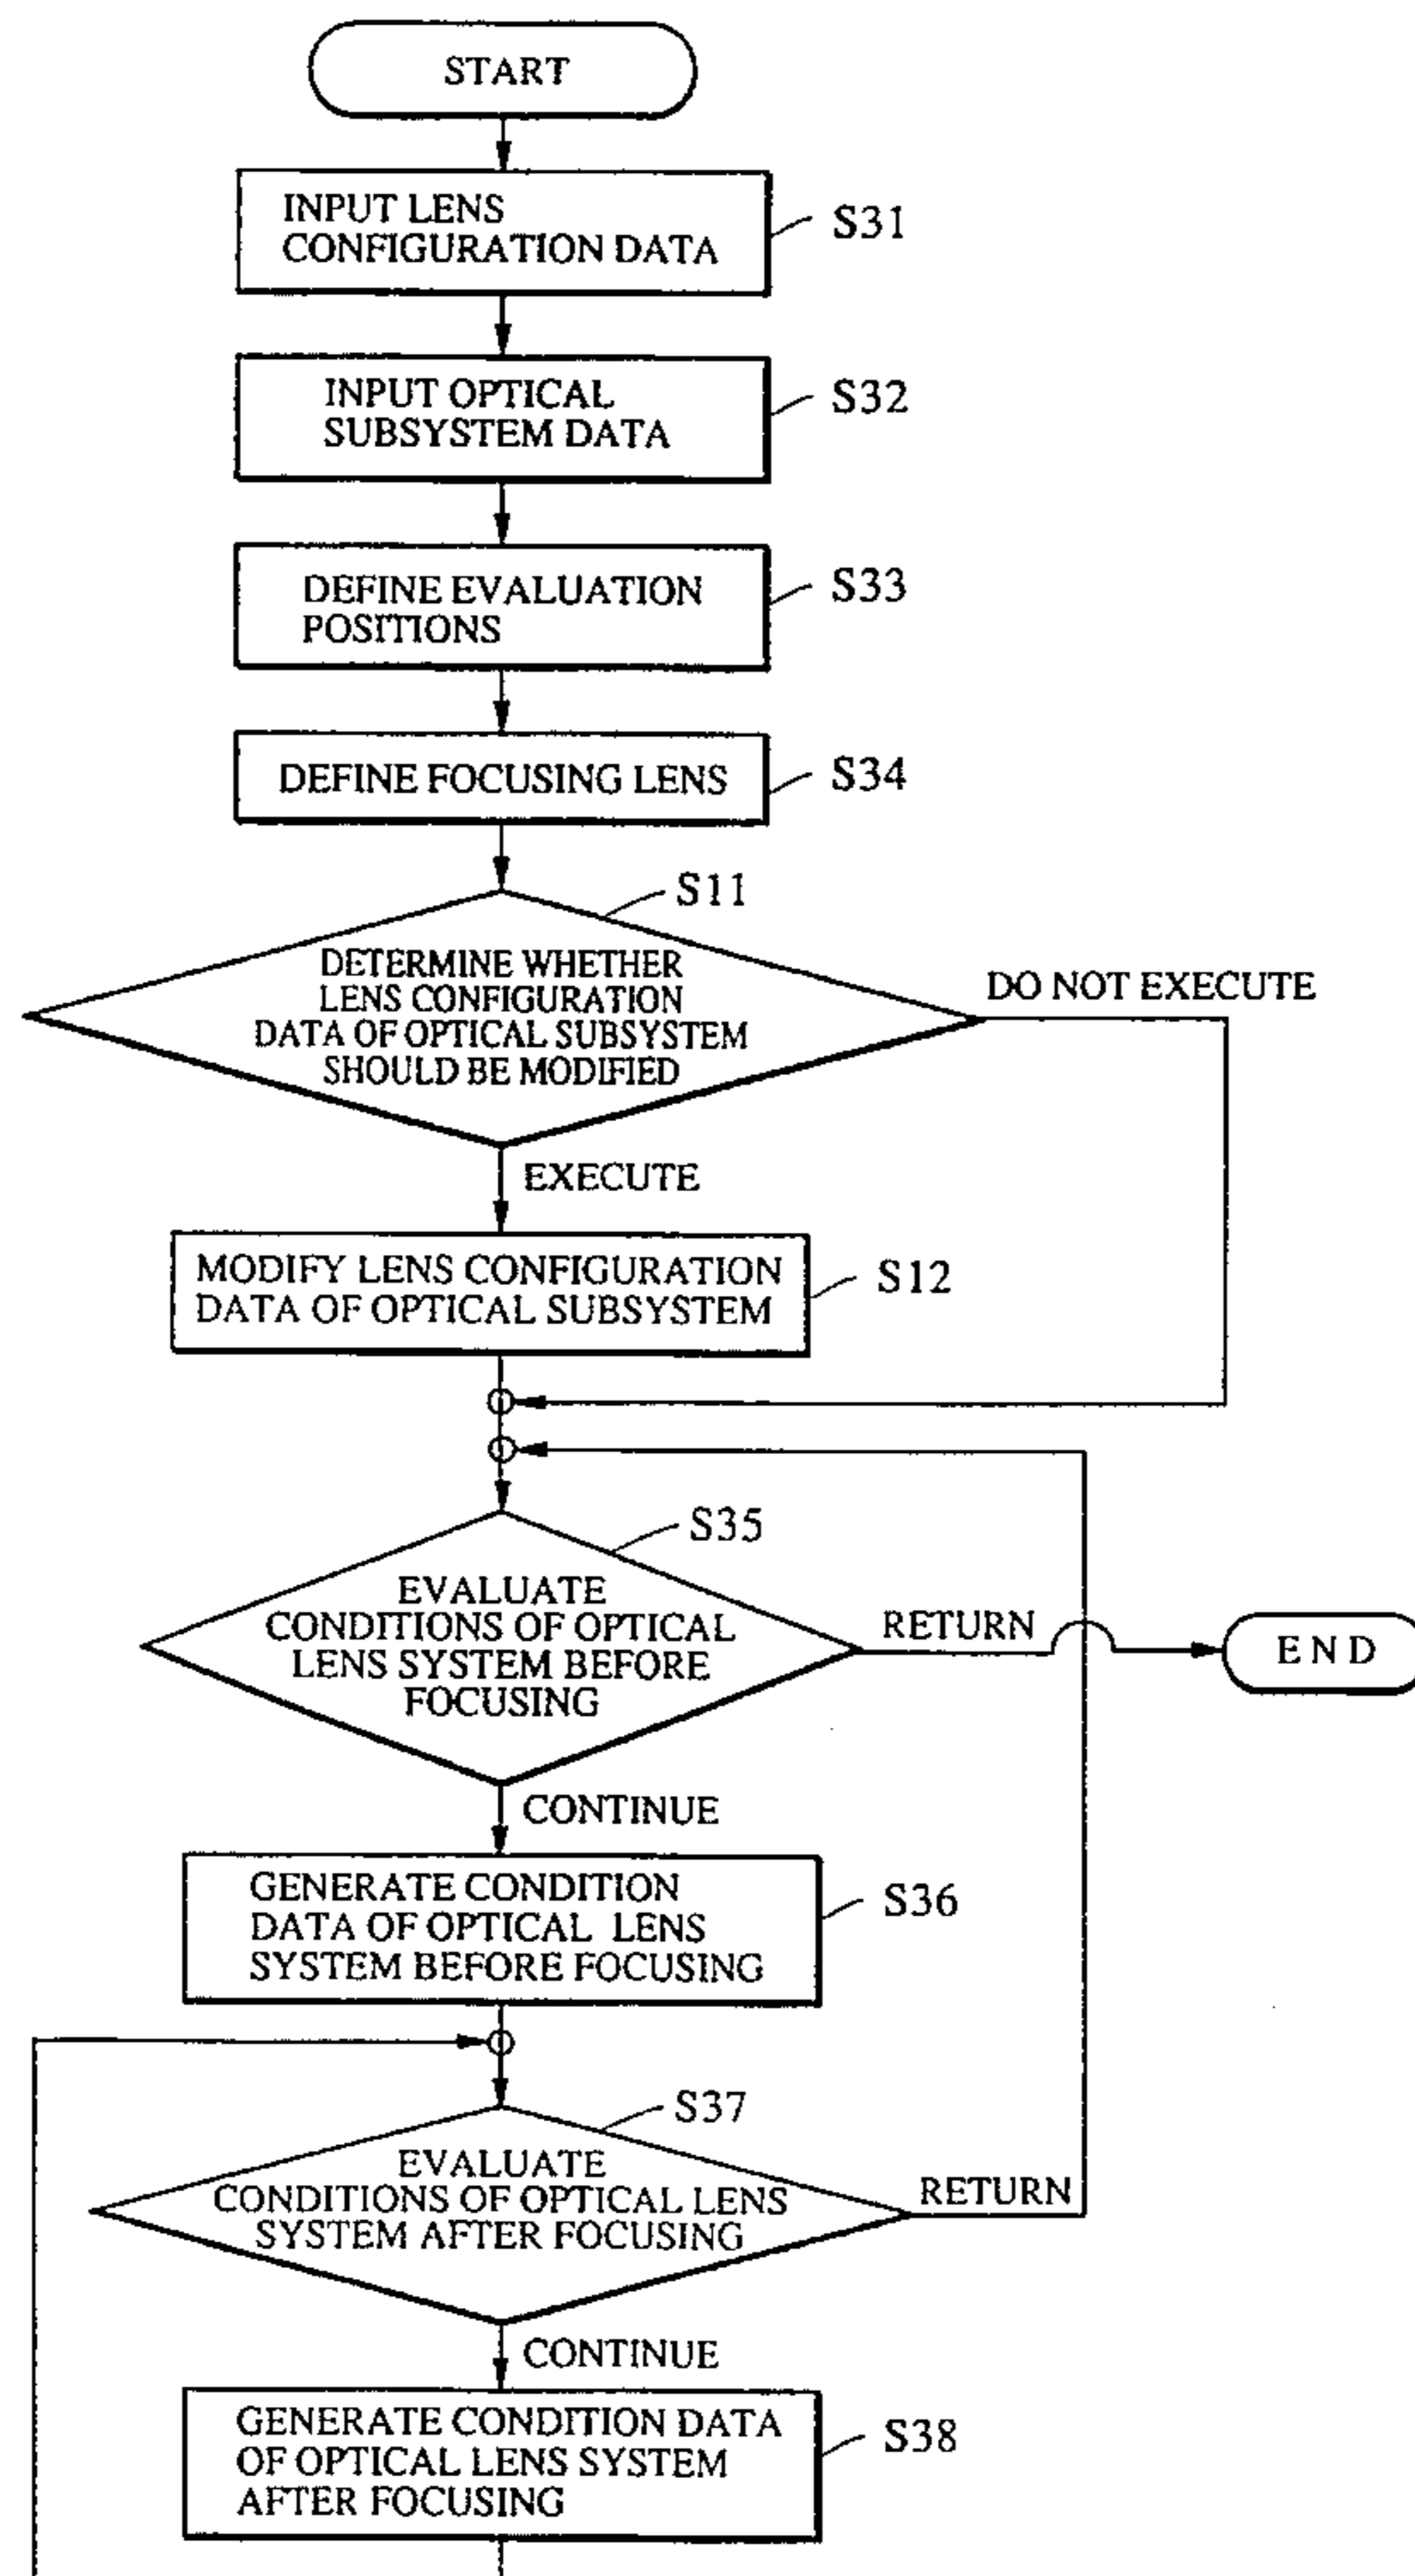 START
INPUT LENS
CONFIGURATION DATA
S31
INPUT OPTICAL
SUBSYSTEM DATA
S32
DEFINE EVALUATION
POSITIONS
S33
DEFINE FOCUSING LENS
S34
S11
DETERMINE WHETHER
LENS CONFIGURATION
DATA OF OPTICAL SUBSYSTEM
SHOULD BE MODIFIED
DO NOT EXECUTE
EXECUTE
MODIFY LENS CONFIGURATION
DATA OF OPTICAL SUBSYSTEM
S12
S35
EVALUATE
CONDITIONS OF OPTICAL
LENS SYSTEM BEFORE
FOCUSING
RETURN
END
CONTINUE
GENERATE CONDITION
DATA OF OPTICAL LENS
SYSTEM BEFORE FOCUSING
S36
S37
EVALUATE
CONDITIONS OF OPTICAL LENS
SYSTEM AFTER FOCUSING
RETURN
CONTINUE
GENERATE CONDITION DATA
OF OPTICAL LENS SYSTEM
AFTER FOCUSING
S38